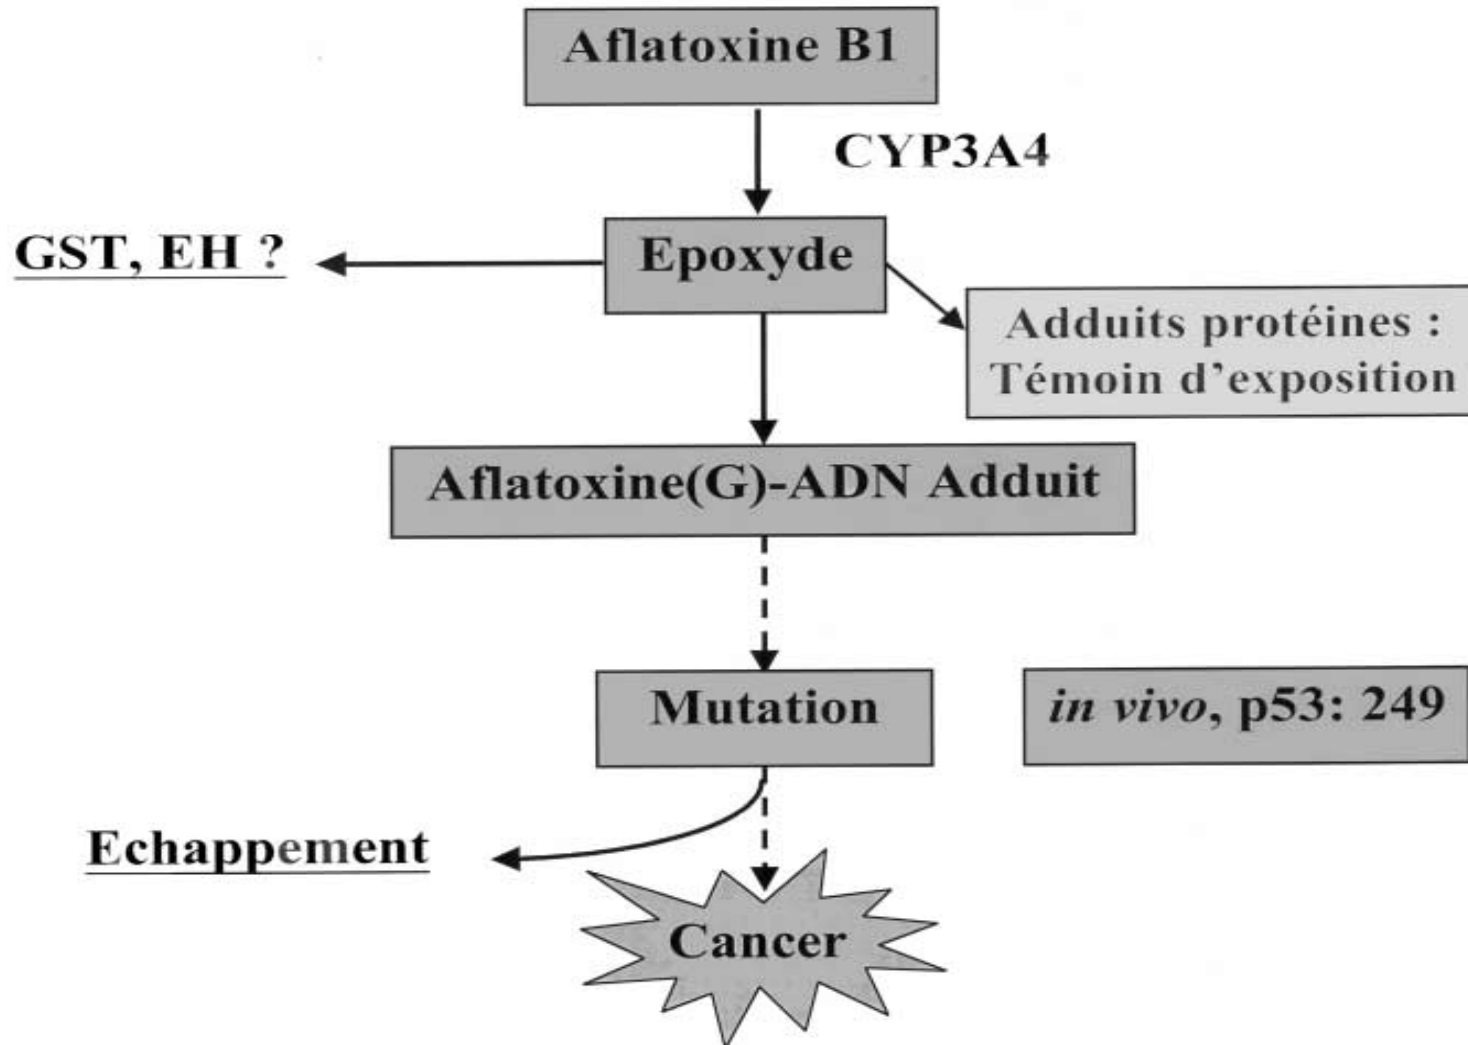 Aflatoxine B1
CYP3A4
GST, EH ?
Epoxyde
Adduits protéines :
Témoin d'exposition
Aflatoxine(G)-ADN Adduit
Mutation
in vivo, p53: 249
Echappement
Cancer